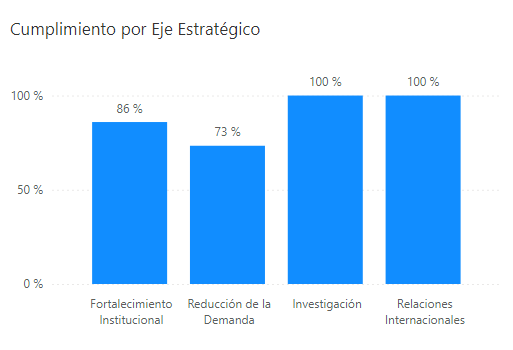 Cumplimiento por Eje Estratégico
100 %
50 %
0 %
86 %
73 %
100 %
100 %
Fortalecimiento
Institucional
Reducción de la
Demanda
Investigación
Relaciones
Internacionales